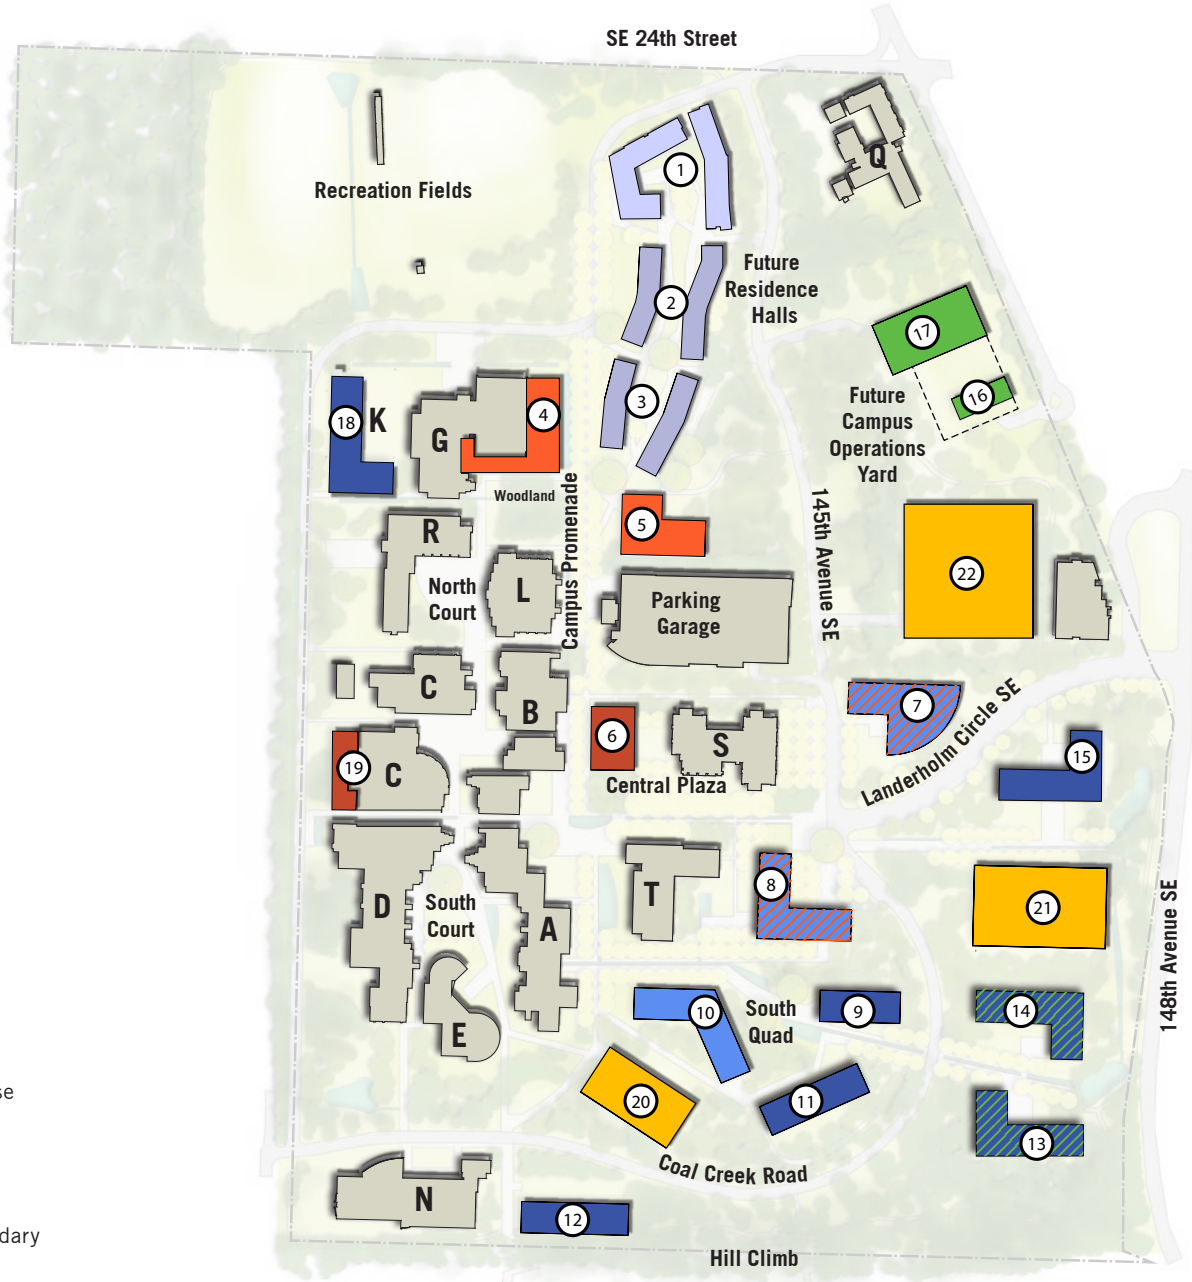 SE 24th Street
Q
1
Recreation Fields
Future
Residence
Halls
2
17
3
16
Future
Campus
Operations
Yard
18
K
G
4
Woodland
Campus Promenade
145th Avenue SE
5
R
22
North
Court
L
Parking
Garage
C
B
7
Landerholm Circle SE
6
S
15
19
C
Central Plaza
8
T
D
South
Court
A
21
148th Avenue SE
10
South
Quad
9
14
E
20
11
13
Coal Creek Road
N
12
Hill Climb
se
dary